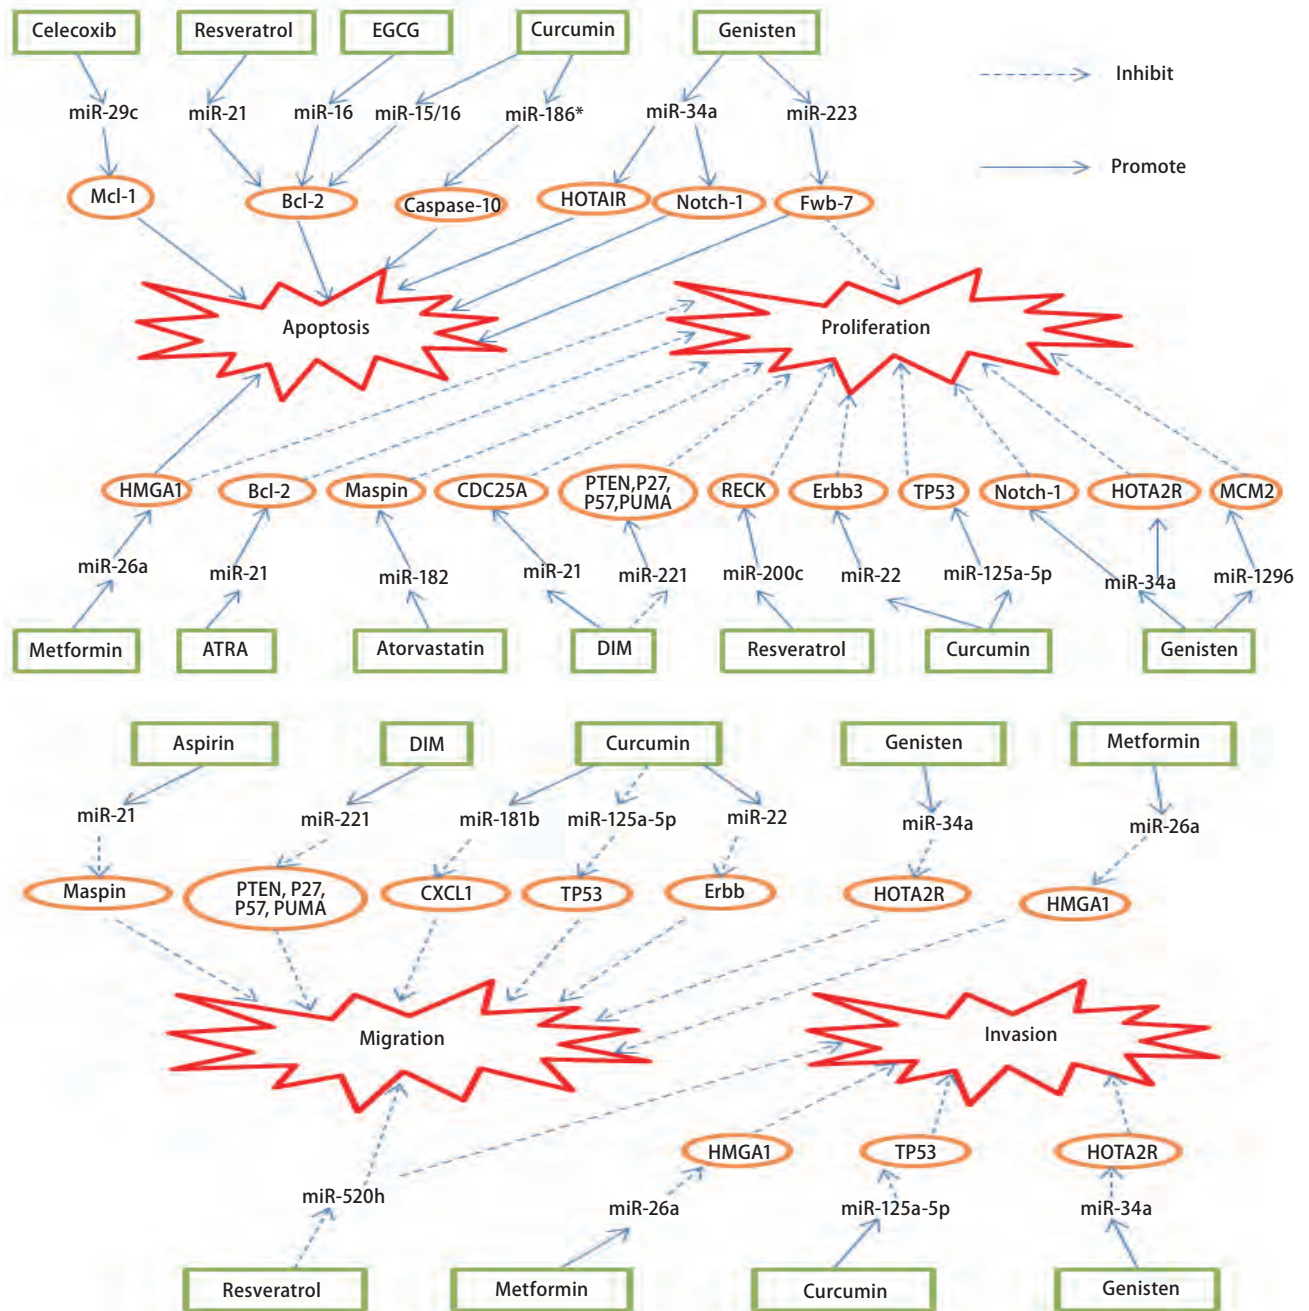 Celecoxib
Resveratrol
EGCG
Curcumin
Genisten
Inhibit
miR-29c
miR-21
miR-16
miR-15/16
miR-186*
miR-34a
miR-223
Promote
Mcl-1
Bcl-2
Caspase-10
HOTAIR
Notch-1
Fwb-7
Apoptosis
Proliferation
HMGA1
Bcl-2
Maspin
CDC25A
PTEN,P27,
P57,PUMA
RECK
Erbb3
TP53
Notch-1
HOTA2R
MCM2
miR-26a
miR-21
miR-182
miR-21
miR-221
miR-200c
miR-22
miR-125a-5p
miR-34a
miR-1296
Metformin
ATRA
Atorvastatin
DIM
Resveratrol
Curcumin
Genisten
Aspirin
DIM
Curcumin
Genisten
Metformin
miR-21
miR-221
miR-181b
miR-125a-5p
miR-22
miR-34a
miR-26a
Maspin
PTEN, P27,
P57, PUMA
CXCL1
TP53
Erbb
HOTA2R
HMGA1
Migration
Invasion
HMGA1
TP53
HOTA2R
miR-520h
miR-26a
miR-125a-5p
miR-34a
Resveratrol
Metformin
Curcumin
Genisten